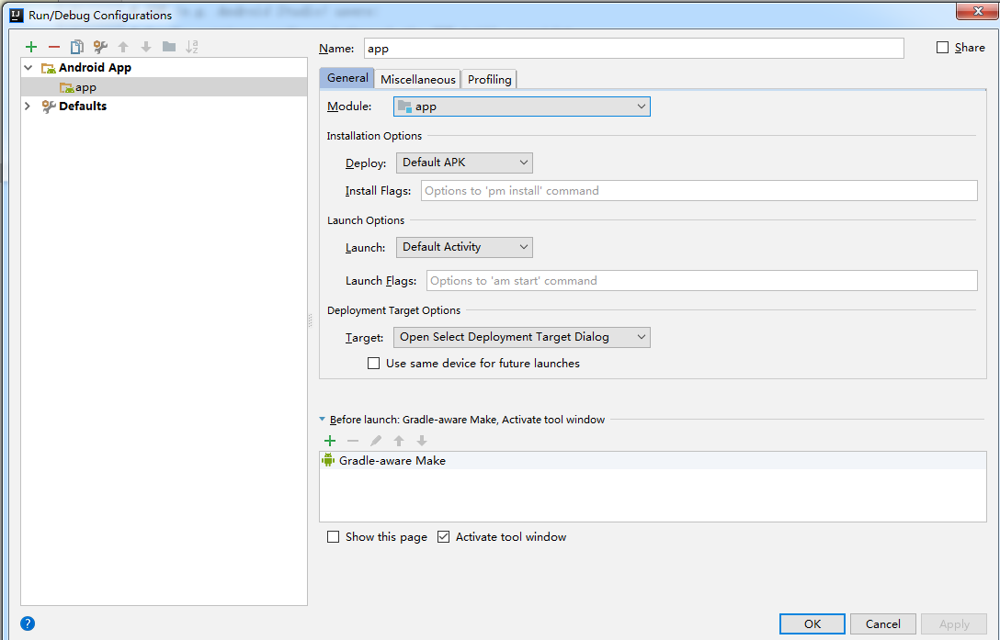 Run/Debug Configurations
Android App
app
Defaults
Name: app
Share
General Miscellaneous Profiling
Module: app
Installation Options
Deploy: Default APK
Install Flags: Options to 'pm install' command
Launch Options
Launch: Default Activity
Launch Flags: Options to 'am start' command
Deployment Target Options
Target: Open Select Deployment Target Dialog
Use same device for future launches
Before launch: Gradle-aware Make, Activate tool window
Gradle-aware Make
Show this page Activate tool window
OK Cancel Apply